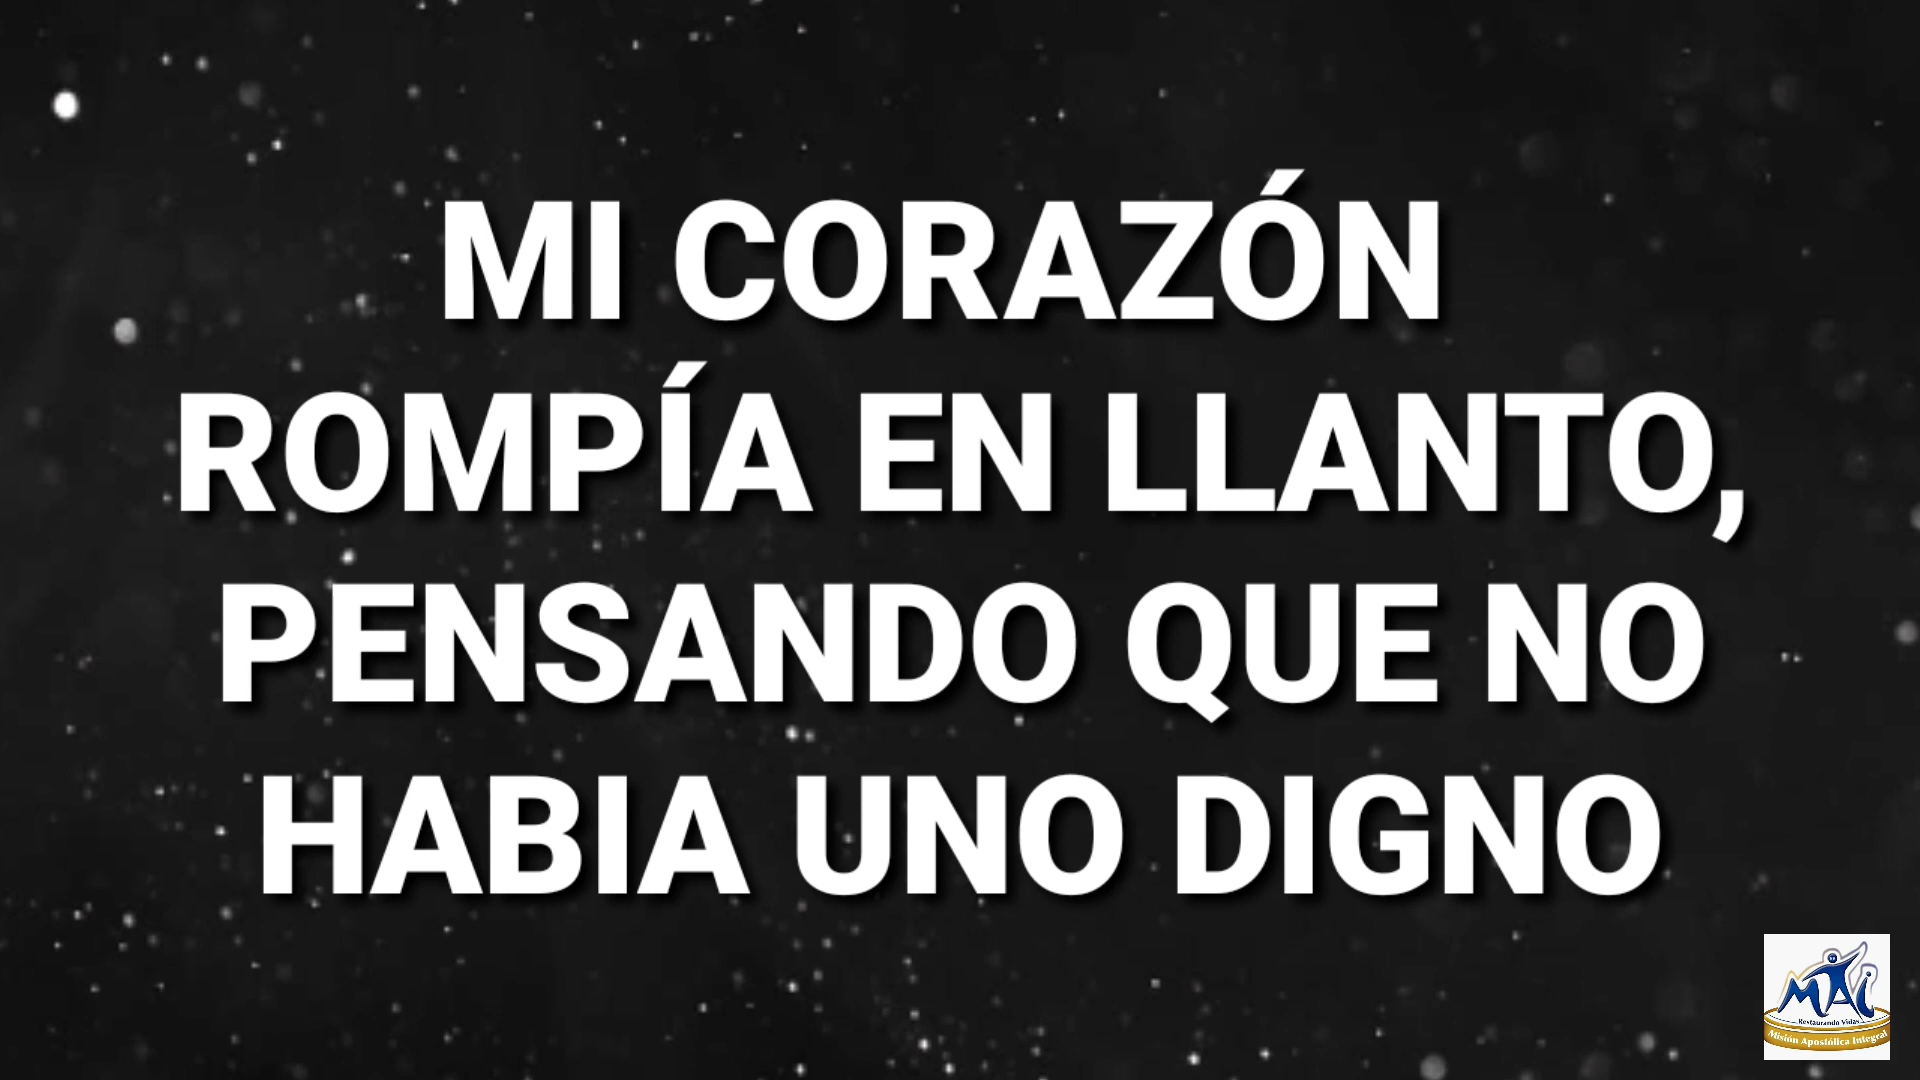 MI CORAZÓN
ROMPÍA EN LLANTO,
PENSANDO QUE NO
HABIA UNO DIGNO
MAi
Restaurando Vidas
Misión Apostólica Integral